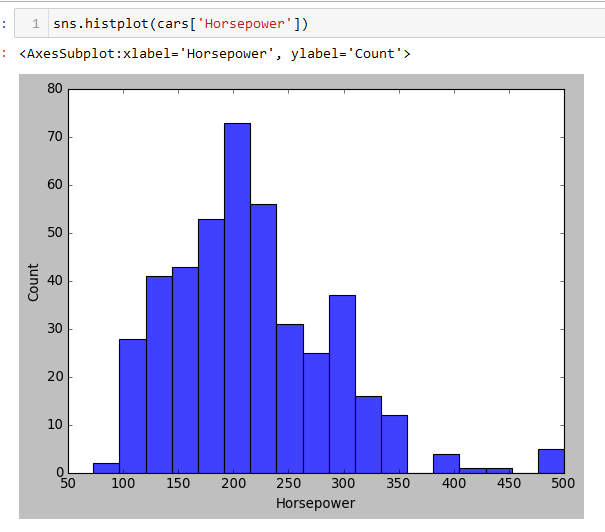 : 1 sns.histplot(cars['Horsepower'])
: <AxesSubplot:xlabel='Horsepower', ylabel='Count'>
80
70
60
50
40
30
20
10
0
Count
50 100 150 200 250 300 350 400 450 500
Horsepower